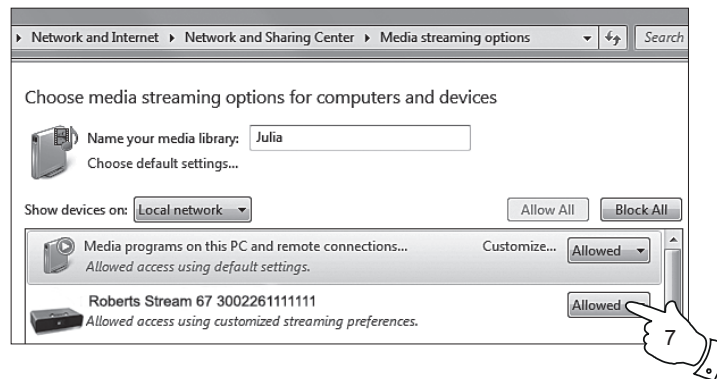 Network and Internet Network and Sharing Center Media streaming options Search
Choose media streaming options for computers and devices
Name your media library: Julia
Choose default settings...
Show devices on: Local network Allow All Block All
Media programs on this PC and remote connections... Customize... Allowed
Allowed access using default settings.
Roberts Stream 67 3002261111111 Allowed
Allowed access using customized streaming preferences.
7